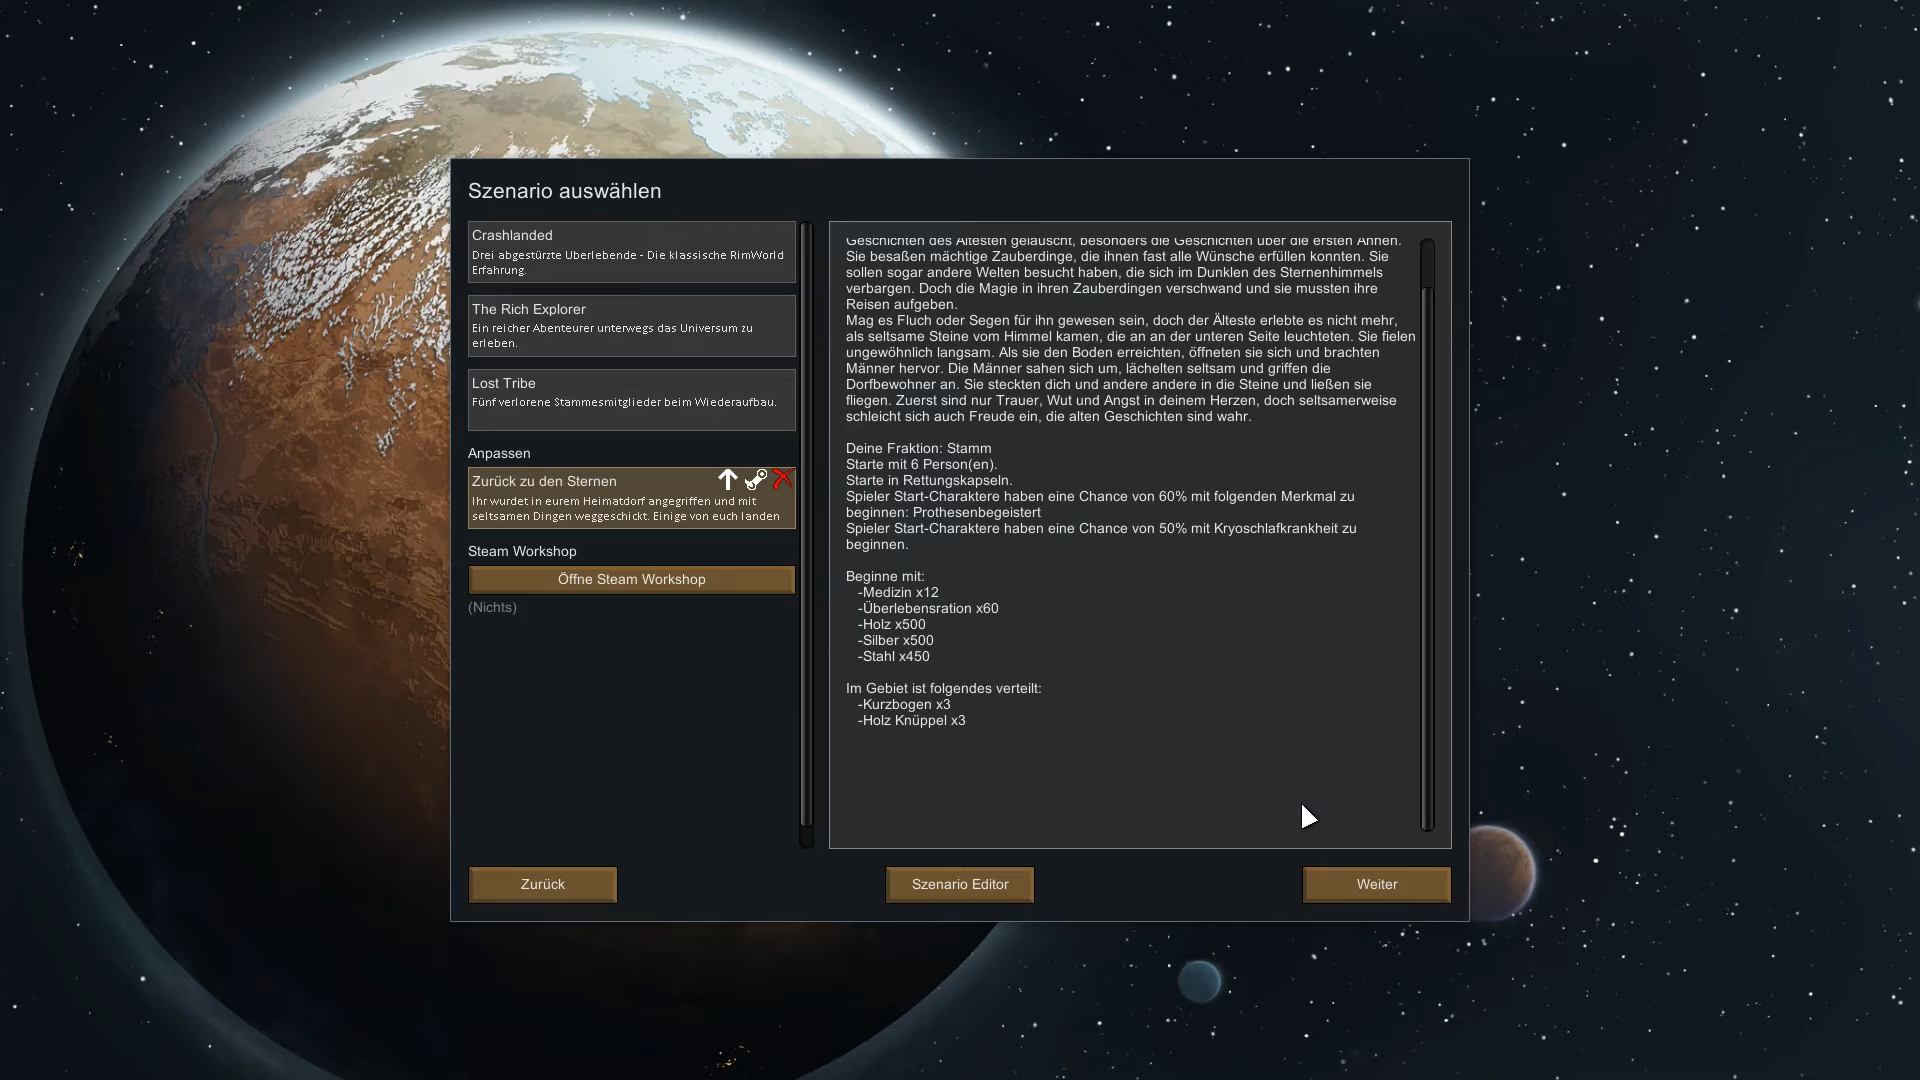 Szenario auswählen
Crashlanded
Drei abgestürzte Überlebende - Die klassische RimWorld
Erfahrung.
The Rich Explorer
Ein reicher Abenteurer unterwegs das Universum zu
erleben.
Lost Tribe
Fünf verlorene Stammesmitglieder beim Wiederaufbau.
Anpassen
Zurück zu den Sternen
Ihr wurdet in eurem Heimatdorf angegriffen und mit
seltsamen Dingen weggeschickt. Einige von euch landen
Steam Workshop
Öffne Steam Workshop
(Nichts)
Geschichten des Ältesten gelauscht, besonders die Geschichten über die ersten Ahnen.
Sie besaßen mächtige Zauberdinge, die ihnen fast alle Wünsche erfüllen konnten. Sie
sollen sogar andere Welten besucht haben, die sich im Dunklen des Sternenhimmels
verbargen. Doch die Magie in ihren Zauberdingen verschwand und sie mussten ihre
Reisen aufgeben.
Mag es Fluch oder Segen für ihn gewesen sein, doch der Älteste erlebte es nicht mehr,
als seltsame Steine vom Himmel kamen, die an an der unteren Seite leuchteten. Sie fielen
ungewöhnlich langsam. Als sie den Boden erreichten, öffneten sie sich und brachten
Männer hervor. Die Männer sahen sich um, lächelten seltsam und griffen die
Dorfbewohner an. Sie steckten dich und andere andere in die Steine und ließen sie
fliegen. Zuerst sind nur Trauer, Wut und Angst in deinem Herzen, doch seltsamerweise
schleicht sich auch Freude ein, die alten Geschichten sind wahr.
Deine Fraktion: Stamm
Starte mit 6 Person(en).
Starte in Rettungskapseln.
Spieler Start-Charaktere haben eine Chance von 60% mit folgenden Merkmal zu
beginnen: Prothesenbegeistert
Spieler Start-Charaktere haben eine Chance von 50% mit Kryoschlafkrankheit zu
beginnen.
Beginne mit:
-Medizin x12
-Überlebensration x60
-Holz x500
-Silber x500
-Stahl x450
Im Gebiet ist folgendes verteilt:
-Kurzbogen x3
-Holz Knüppel x3
Zurück
Szenario Editor
Weiter